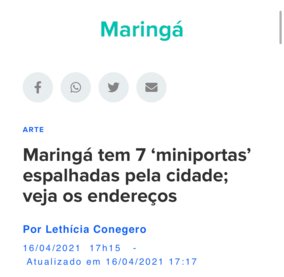 Maringá
ARTE
Maringá tem 7 ‘miniportas’
espalhadas pela cidade;
veja os endereços
Por Lethícia Conegero
16/04/2021 17h15 -
Atualizado em 16/04/2021 17:17